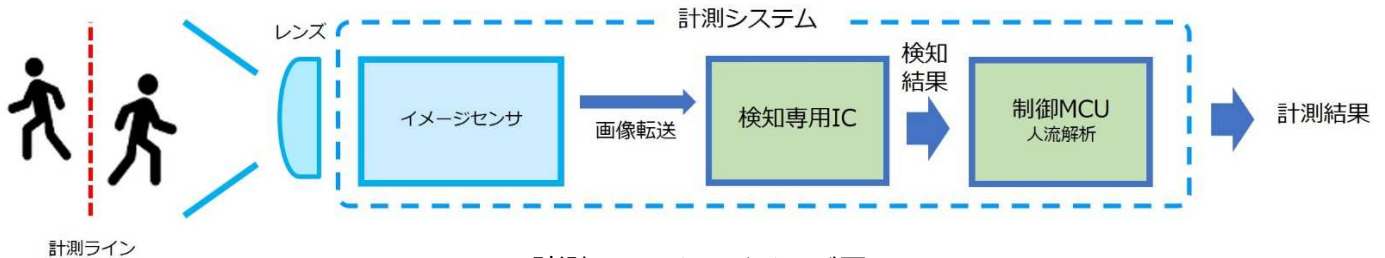 計測システム
レンズ
イメージセンサ
画像転送
検知専用IC
検知
結果
制御MCU
人流解析
計測結果
計測ライン